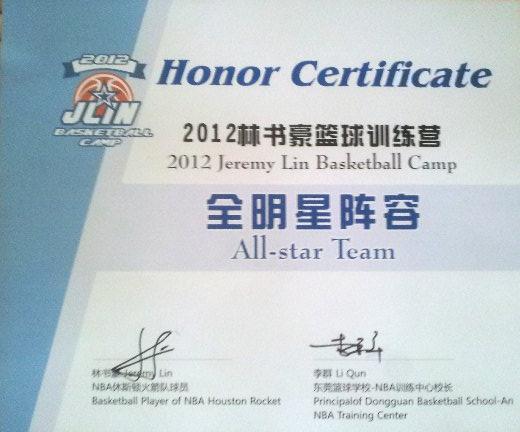 2012
JLIN
BASKETBALL
CAMP
Honor Certificate
2012林书豪篮球训练营
2012 Jeremy Lin Basketball Camp
全明星阵容
All-star Team
林书豪 Jeremy Lin
NBA休斯顿火箭队球员
Basketball Player of NBA Houston Rocket
李群 Li Qun
东莞篮球学校-NBA训练中心校长
Principalof Dongguan Basketball School-An
NBA Training Center